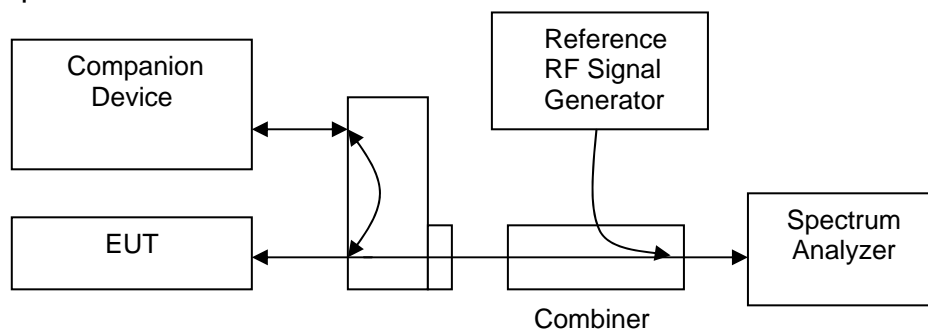 Companion
Device
Reference
RF Signal
Generator
EUT
Spectrum
Analyzer
Combiner